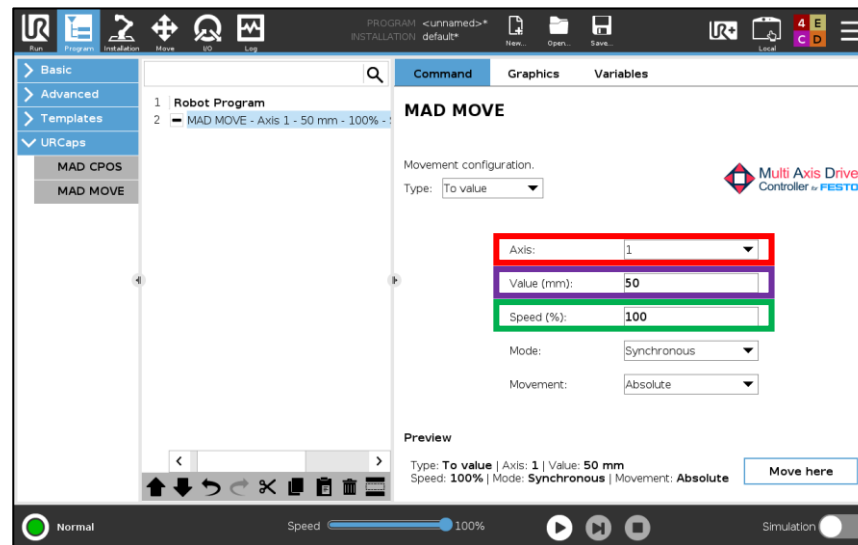 PROGRAM <unnamed>*
INSTALLATION default*
Run Program Installation Move I/O Log New... Open... Save... UR+ Local 4 E C D
Basic
Advanced
Templates
URCaps
MAD CPOS
MAD MOVE
1 Robot Program
2 MAD MOVE - Axis 1 - 50 mm - 100% -
Command Graphics Variables
MAD MOVE
Movement configuration.
Type: To value
Multi Axis Drive
Controller for FESTO
Axis: 1
Value (mm): 50
Speed (%): 100
Mode: Synchronous
Movement: Absolute
Preview
Type: To value | Axis: 1 | Value: 50 mm
Speed: 100% | Mode: Synchronous | Movement: Absolute
Move here
Normal Speed 100% Simulation